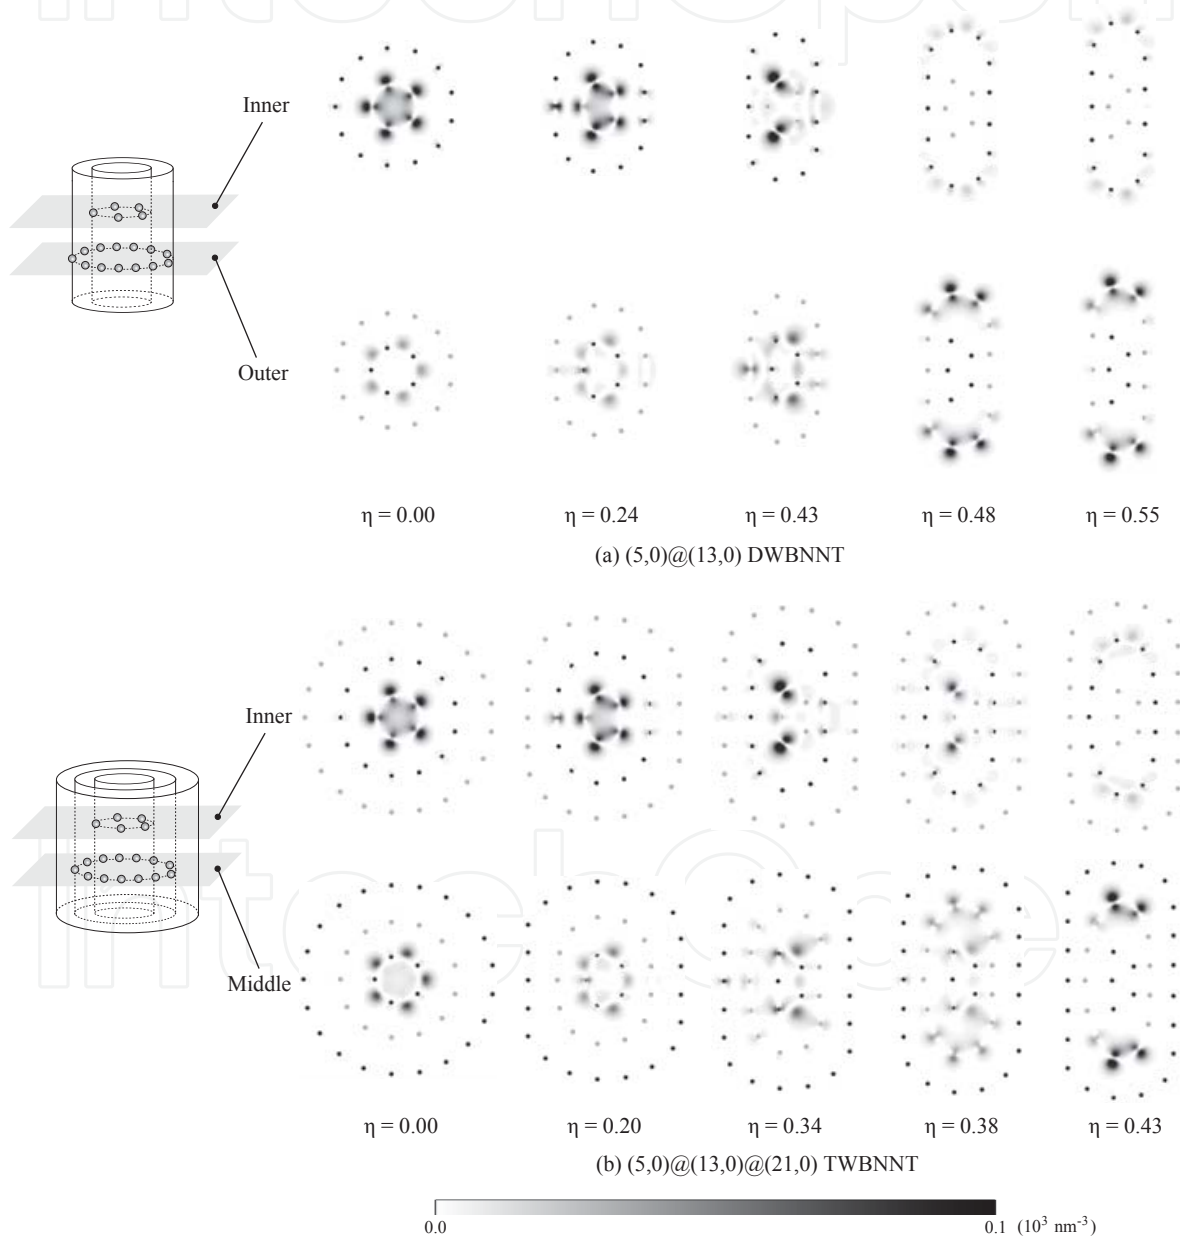 Inner
Outer
η = 0.00 η = 0.24 η = 0.43 η = 0.48 η = 0.55
(a) (5,0)@(13,0) DWBNNT
Inner
Middle
η = 0.00 η = 0.20 η = 0.34 η = 0.38 η = 0.43
(b) (5,0)@(13,0)@(21,0) TWBNNT
0.0 0.1 (10³ nm⁻³)